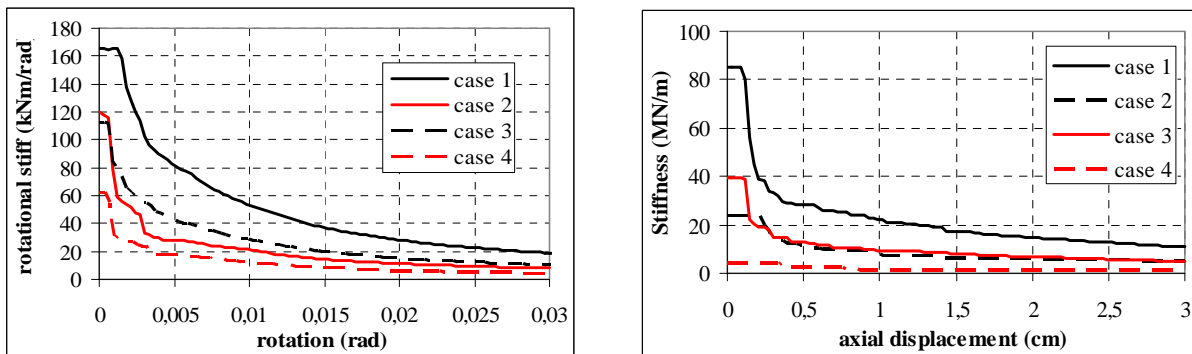 rotational stiff (kNm/rad)
180
160
140
120
100
80
60
40
20
0
0
0,005
0,01
0,015
0,02
0,025
0,03
rotation (rad)
case 1
case 2
case 3
case 4
Stiffness (MN/m)
100
80
60
40
20
0
0
0,5
1
1,5
2
2,5
3
axial displacement (cm)
case 1
case 2
case 3
case 4